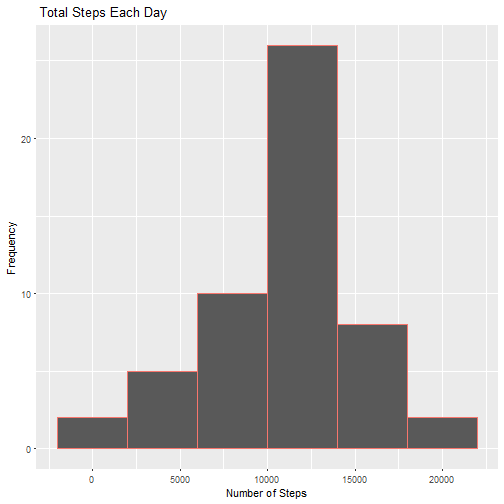 Total Steps Each Day
Frequency
20
10
0
0 5000 10000 15000 20000
Number of Steps